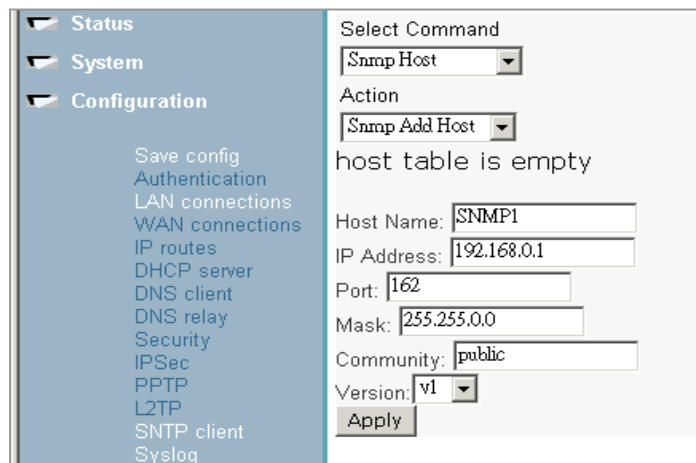 Status
System
Configuration
Save config
Authentication
LAN connections
WAN connections
IP routes
DHCP server
DNS client
DNS relay
Security
IPSec
PPTP
L2TP
SNTP client
Syslog
Select Command
Snmp Host
Action
Snmp Add Host
host table is empty
Host Name: SNMP1
IP Address: 192.168.0.1
Port: 162
Mask: 255.255.0.0
Community: public
Version: v1
Apply